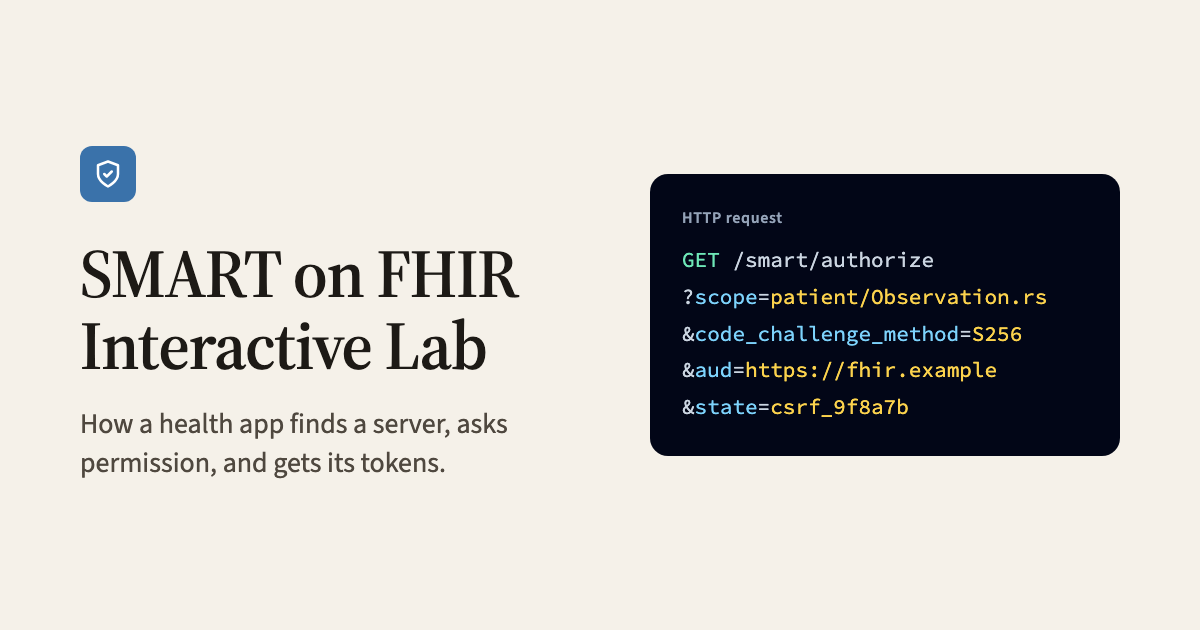 SMART on FHIR
Interactive Lab
How a health app finds a server, asks
permission, and gets its tokens.
HTTP request
GET /smart/authorize
?scope=patient/Observation.rs
&code_challenge_method=S256
&aud=https://fhir.example
&state=csrf_9f8a7b